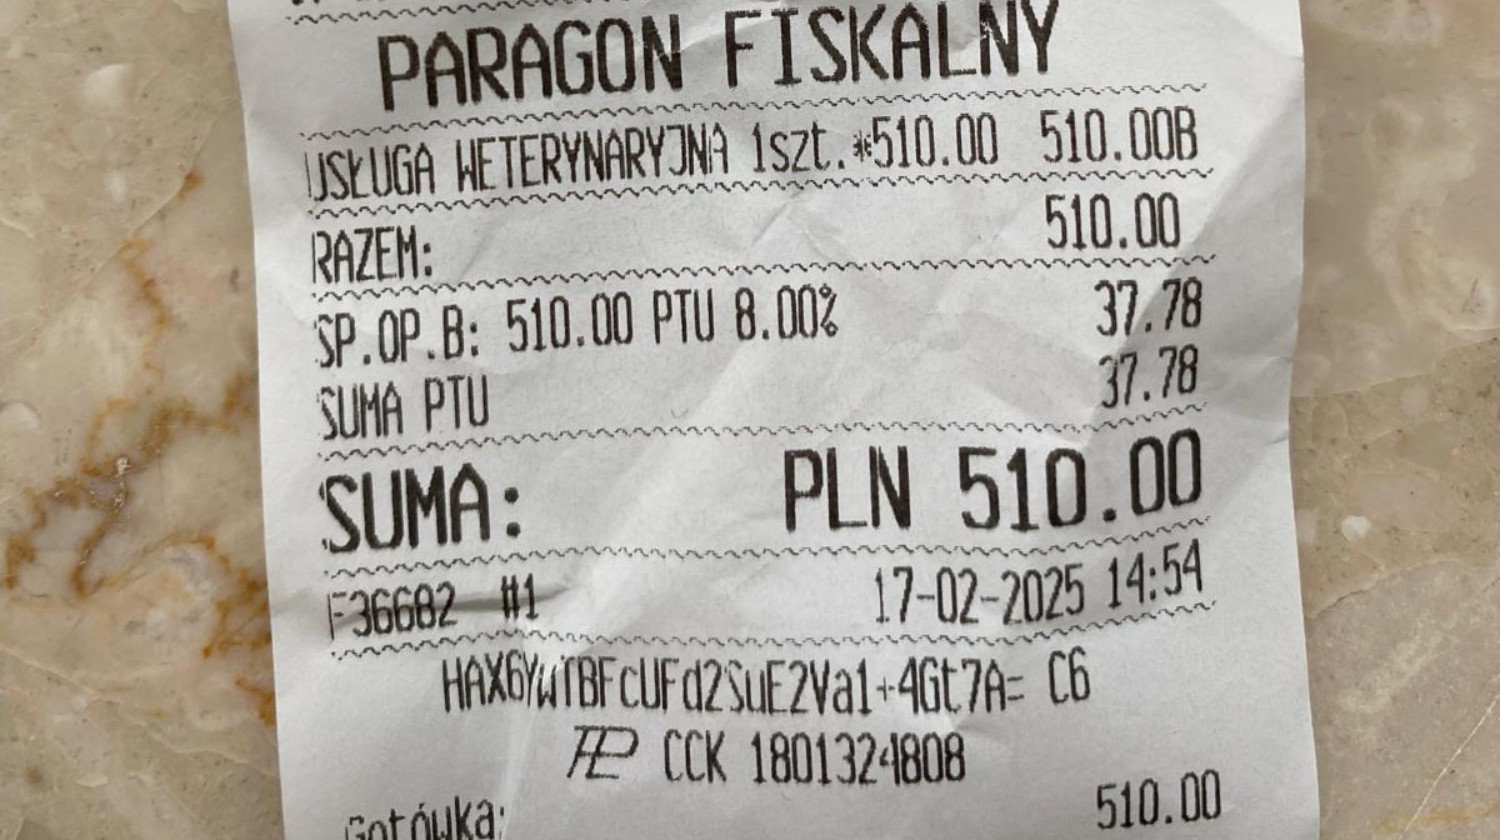 PARAGON FISKALNY
USŁUGA WETERYNARYJNA 1szt.*510.00 510.00B
RAZEM: 510.00
SP.OP.B: 510.00 PTU 8.00% 37.78
SUMA PTU 37.78
SUMA: PLN 510.00
F36682 #1 17-02-2025 14:54
HAX6YwTBFcUFd2SuE2Va1+4Gt7A= C6
CCK 1801324808
Gotówka: 510.00